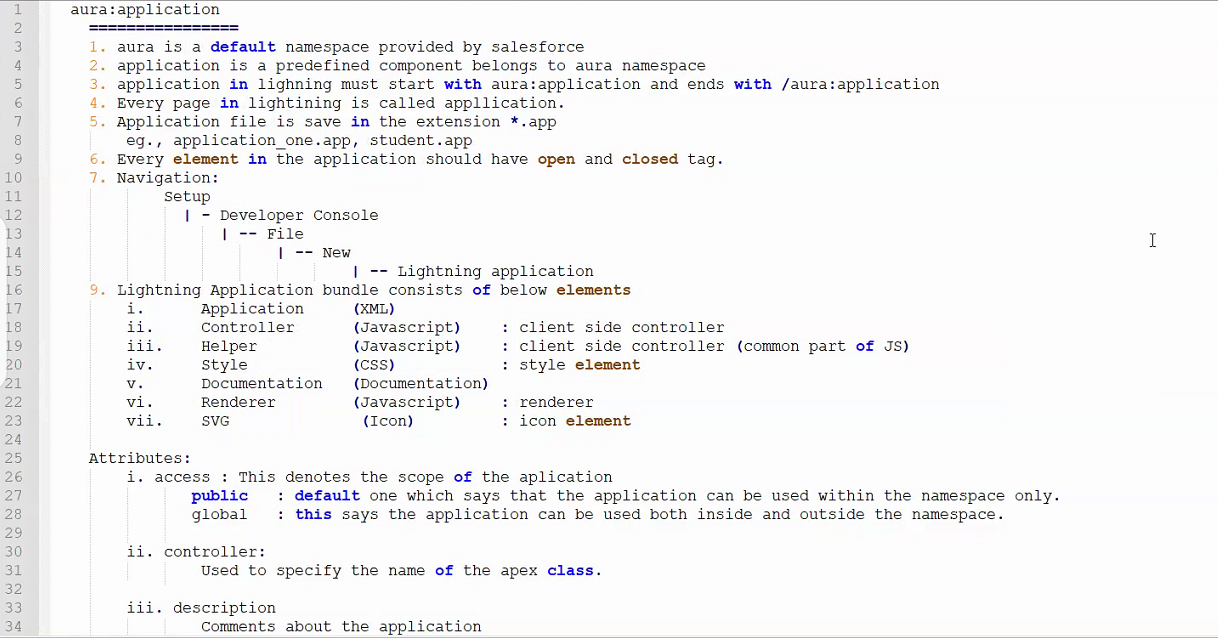 1 aura:application
2 ================
3 1. aura is a default namespace provided by salesforce
4 2. application is a predefined component belongs to aura namespace
5 3. application in lighning must start with aura:application and ends with /aura:application
6 4. Every page in lightining is called appllication.
7 5. Application file is save in the extension *.app
8 eg., application_one.app, student.app
9 6. Every element in the application should have open and closed tag.
10 7. Navigation:
11 Setup
12 | - Developer Console
13 | -- File
14 | -- New
15 | -- Lightning application
16 9. Lightning Application bundle consists of below elements
17 i. Application (XML)
18 ii. Controller (Javascript) : client side controller
19 iii. Helper (Javascript) : client side controller (common part of JS)
20 iv. Style (CSS) : style element
21 v. Documentation (Documentation)
22 vi. Renderer (Javascript) : renderer
23 vii. SVG (Icon) : icon element
24
25 Attributes:
26 i. access : This denotes the scope of the aplication
27 public : default one which says that the application can be used within the namespace only.
28 global : this says the application can be used both inside and outside the namespace.
29
30 ii. controller:
31 Used to specify the name of the apex class.
32
33 iii. description
34 Comments about the application